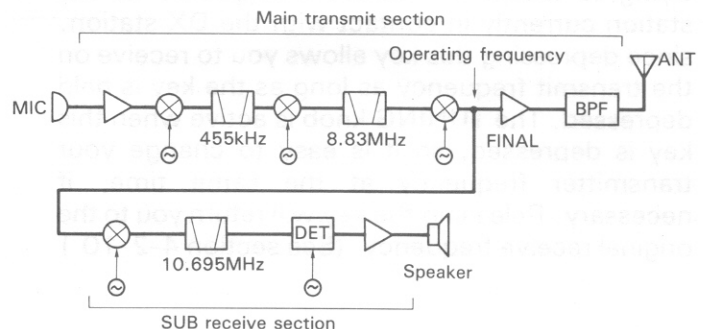 Main transmit section
Operating frequency
ANT
MIC
455kHz
8.83MHz
FINAL
BPF
DET
10.695MHz
Speaker
SUB receive section